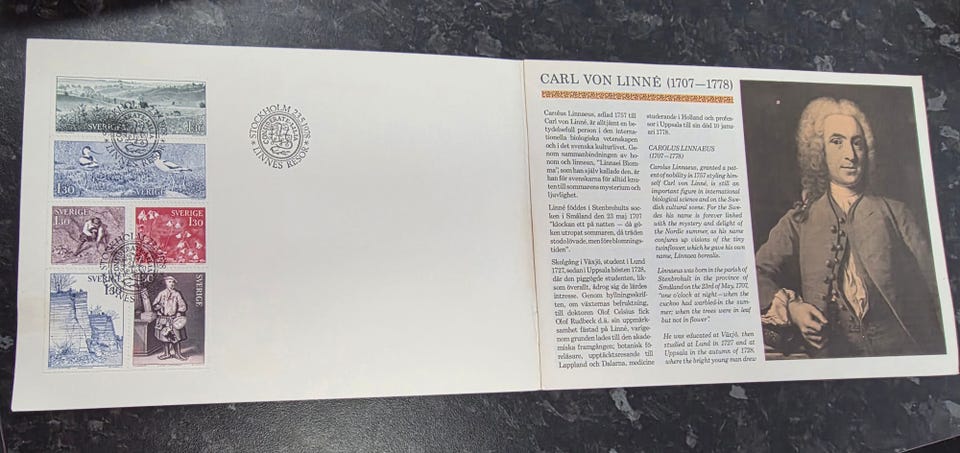 SVERIGE
1.30
1.30
SVERIGE
SVERIGE
1.30
SVERIGE
1.30
SVERIGE
SVERIGE
STOCKHOLM 23.5.1978
LINNÉS RESOR
CARL VON LINNÉ (1707—1778)
Carolus Linnaeus, adlad 1757 till
Carl von Linné, är alltjämt en be-
tydelsefull person i den interna-
tionella biologiska vetenskapen
och i det svenska kulturlivet. Ge-
nom sammanbindningen av ho-
nom och linnean, "Linnaei Blom-
ma", som han själv kallade den, är
han för svenskarna för alltid knu-
ten till sommarens mysterium och
ljuvlighet.
Linné föddes i Stenbrohults soc-
ken i Småland den 23 maj 1707
"klockan ett på natten — då gö-
ken utropat sommaren, då träden
stodo lövade, men före blomnings-
tiden".
Skolgång i Växjö, student i Lund
1727, sedan i Uppsala hösten 1728,
där den piggögde studenten, lik-
som överallt, ådrog sig de lärdes
intresse. Genom hyllningsskrif-
ten, om växternas befruktning,
till doktoren Olof Celsius fick
Olof Rudbeck d.ä. sin uppmärk-
samhet fästad på Linné, varige-
nom grunden lades till den akade-
miska framgången; botanisk fö-
reläsare, upptäcktsresande till
Lappland och Dalarna, medicine
studerande i Holland och profes-
sor i Uppsala till sin död 10 janu-
ari 1778.
CAROLUS LINNAEUS
(1707—1778)
Carolus Linnaeus, granted a pat-
ent of nobility in 1757 styling him-
self Carl von Linné, is still an
important figure in international
biological science and on the Swe-
dish cultural scene. For the Swe-
des his name is forever linked
with the mystery and delight of
the Nordic summer, as his name
conjures up visions of the tiny
twinflower, which he gave his own
name, Linnaea borealis.
Linnaeus was born in the parish of
Stenbrohult in the province of
Småland on the 23rd of May, 1707,
"one o'clock at night—when the
cuckoo had warbled-in the sum-
mer; when the trees were in leaf
but not in flower".
He was educated at Växjö, then
studied at Lund in 1727 and at
Uppsala in the autumn of 1728,
where the bright young man drew